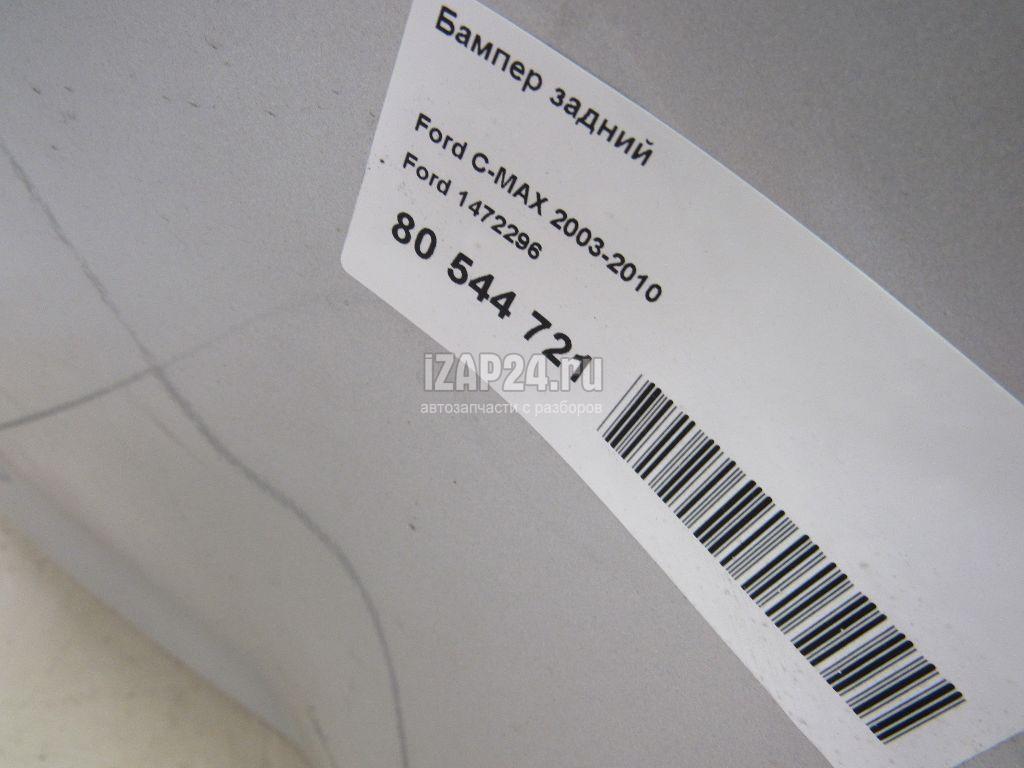 Бампер задний
Ford C-MAX 2003-2010
Ford 1472296
80 544 721
iZAP24.ru
автозапчасти с разборов